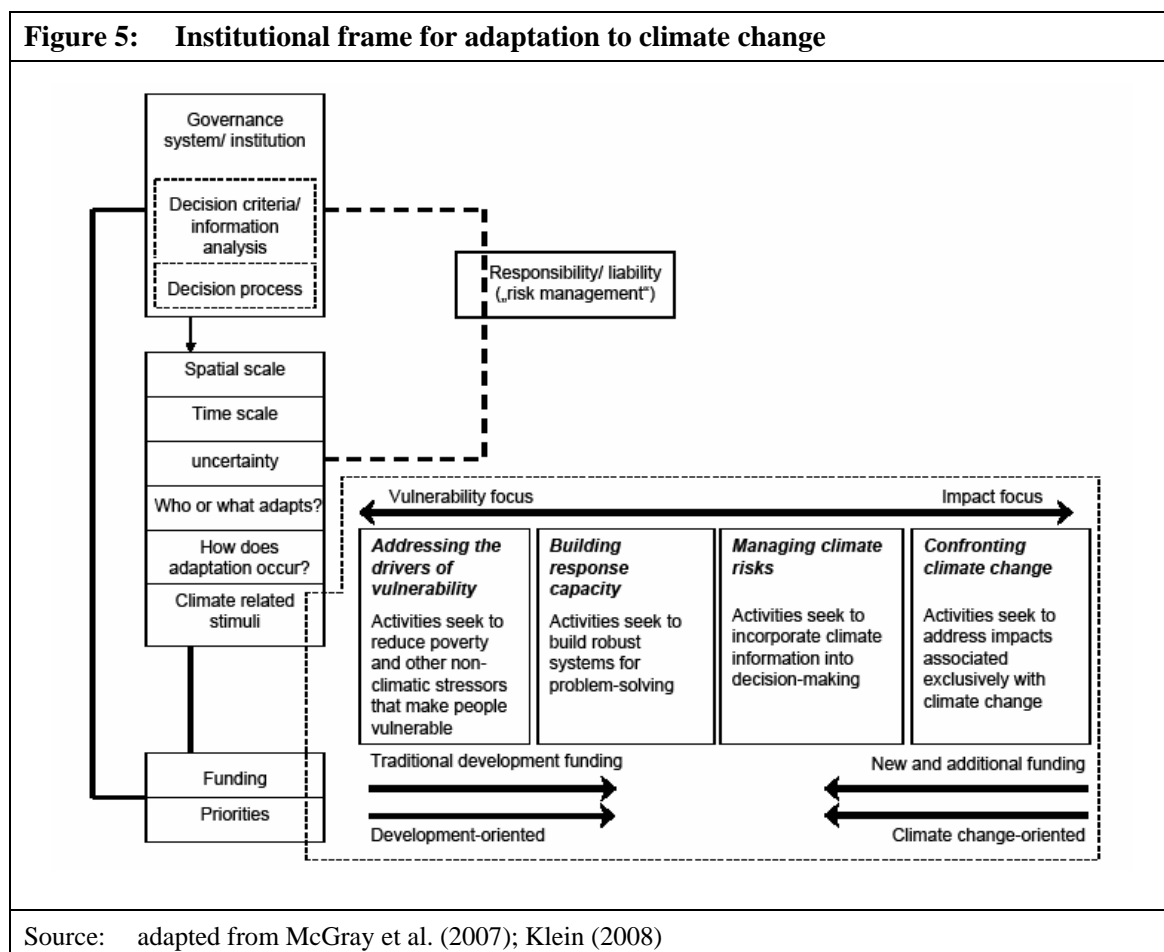 Figure 5: Institutional frame for adaptation to climate change
Governance
system/ institution
Decision criteria/
information
analysis
Decision process
Responsibility/ liability
(„risk management“)
Spatial scale
Time scale
uncertainty
Who or what adapts?
How does
adaptation occur?
Climate related
stimuli
Funding
Priorities
Vulnerability focus
Impact focus
Addressing the
drivers of
vulnerability
Activities seek to
reduce poverty
and other non-
climatic stressors
that make people
vulnerable
Building
response
capacity
Activities seek to
build robust
systems for
problem-solving
Managing climate
risks
Activities seek to
incorporate climate
information into
decision-making
Confronting
climate change
Activities seek to
address impacts
associated
exclusively with
climate change
Traditional development funding
New and additional funding
Development-oriented
Climate change-oriented
Source: adapted from McGray et al. (2007); Klein (2008)